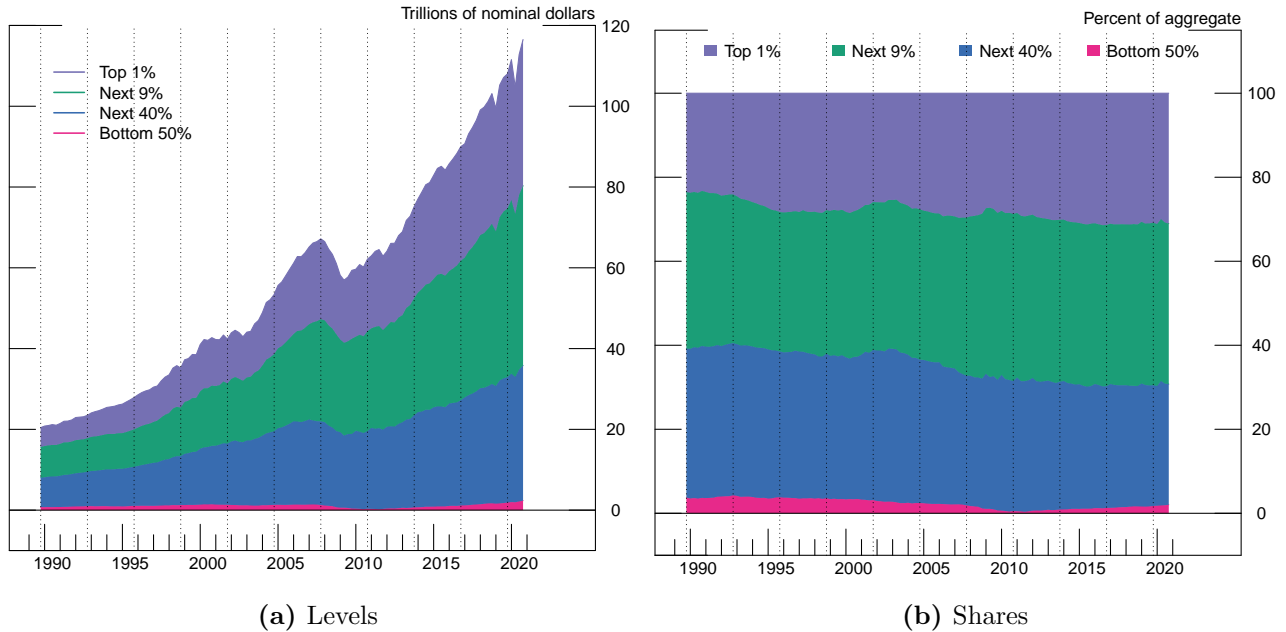 Trillions of nominal dollars
Top 1%
Next 9%
Next 40%
Bottom 50%
120
100
80
60
40
20
0
1990 1995 2000 2005 2010 2015 2020
(a) Levels
Percent of aggregate
Top 1% Next 9% Next 40% Bottom 50%
100
80
60
40
20
0
1990 1995 2000 2005 2010 2015 2020
(b) Shares